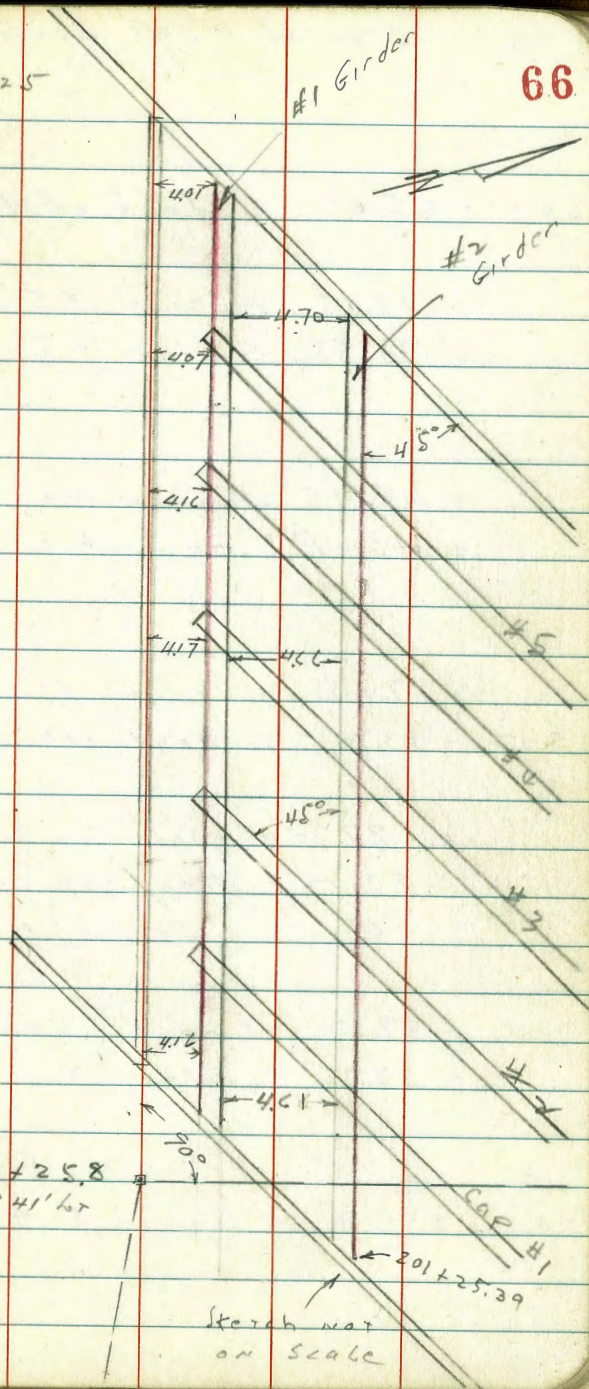 66
25
#1 Girder
N
4.01
#2
Girder
4.70
4.07
45°
4.16
#5
4.17
4.66
#4
45°
#3
#2
4.16
4.61
90°
+25.8
41' LT
Cap #1
201+25.39
Sketch not
on Scale